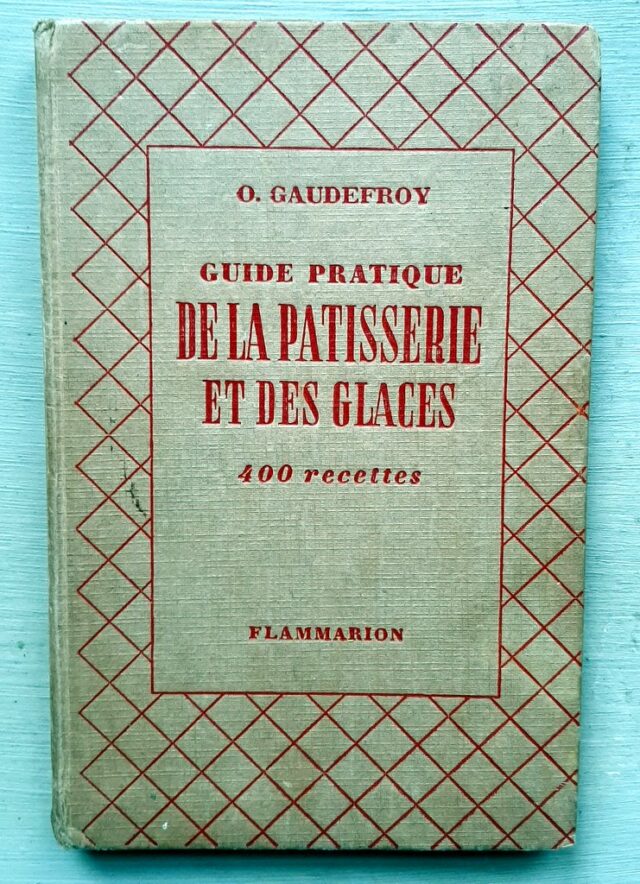 O. GAUDEFROY
GUIDE PRATIQUE
DE LA PATISSERIE
ET DES GLACES
400 recettes
FLAMMARION